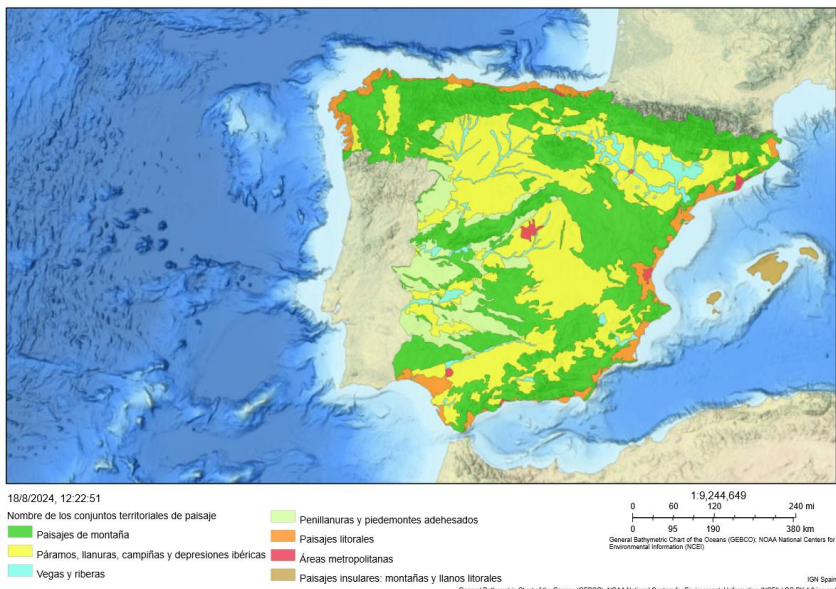 18/8/2024, 12:22:51
Nombre de los conjuntos territoriales de paisaje
Paisajes de montaña
Páramos, llanuras, campiñas y depresiones ibéricas
Vegas y riberas
Penillanuras y piedemontes adehesados
Paisajes litorales
Áreas metropolitanas
Paisajes insulares: montañas y llanos litorales
1:9,244,649
0 60 120 240 mi
0 95 190 380 km
General Bathymetric Chart of the Oceans (GEBCO); NOAA National Centers for
Environmental Information (NCEI)
IGN Spain